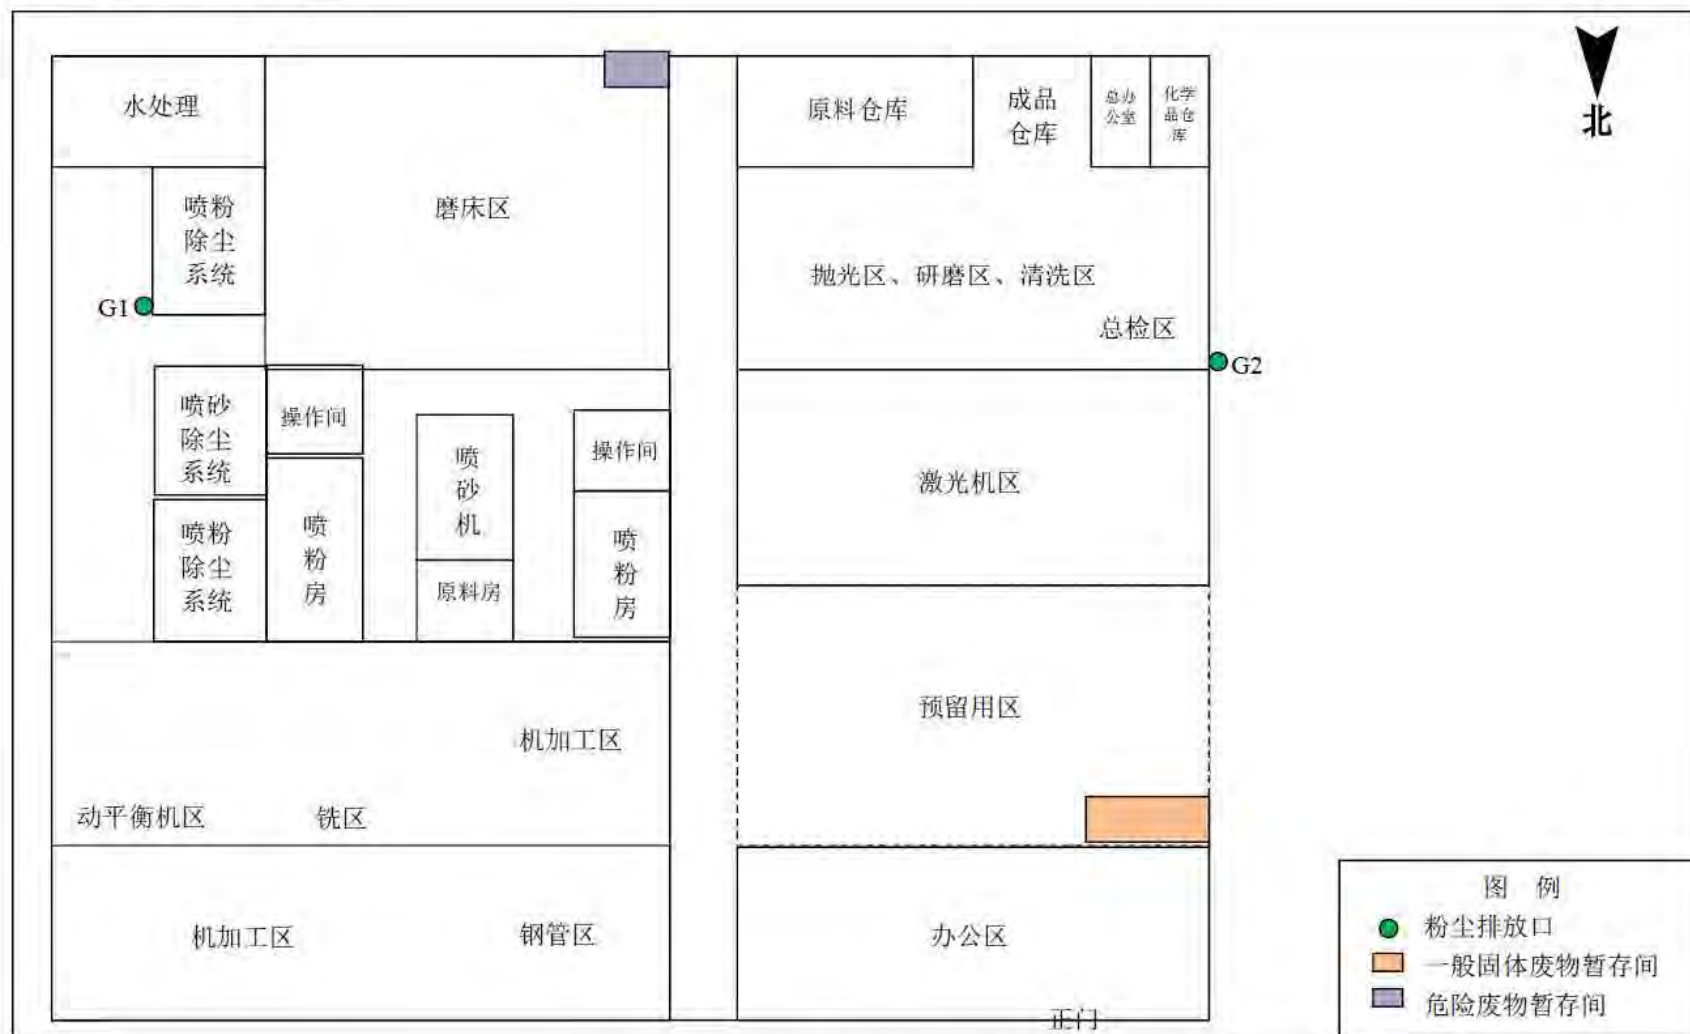 北
水处理
原料仓库
成品
仓库
总办
公室
化学
品仓
库
喷粉
除尘
系统
磨床区
抛光区、研磨区、清洗区
总检区
G1
G2
喷砂
除尘
系统
操作间
喷
砂
机
操作间
激光机区
喷粉
除尘
系统
喷
粉
房
原料房
喷
粉
房
预留用区
机加工区
动平衡机区
铣区
机加工区
钢管区
办公区
正门
图 例
粉尘排放口
一般固体废物暂存间
危险废物暂存间